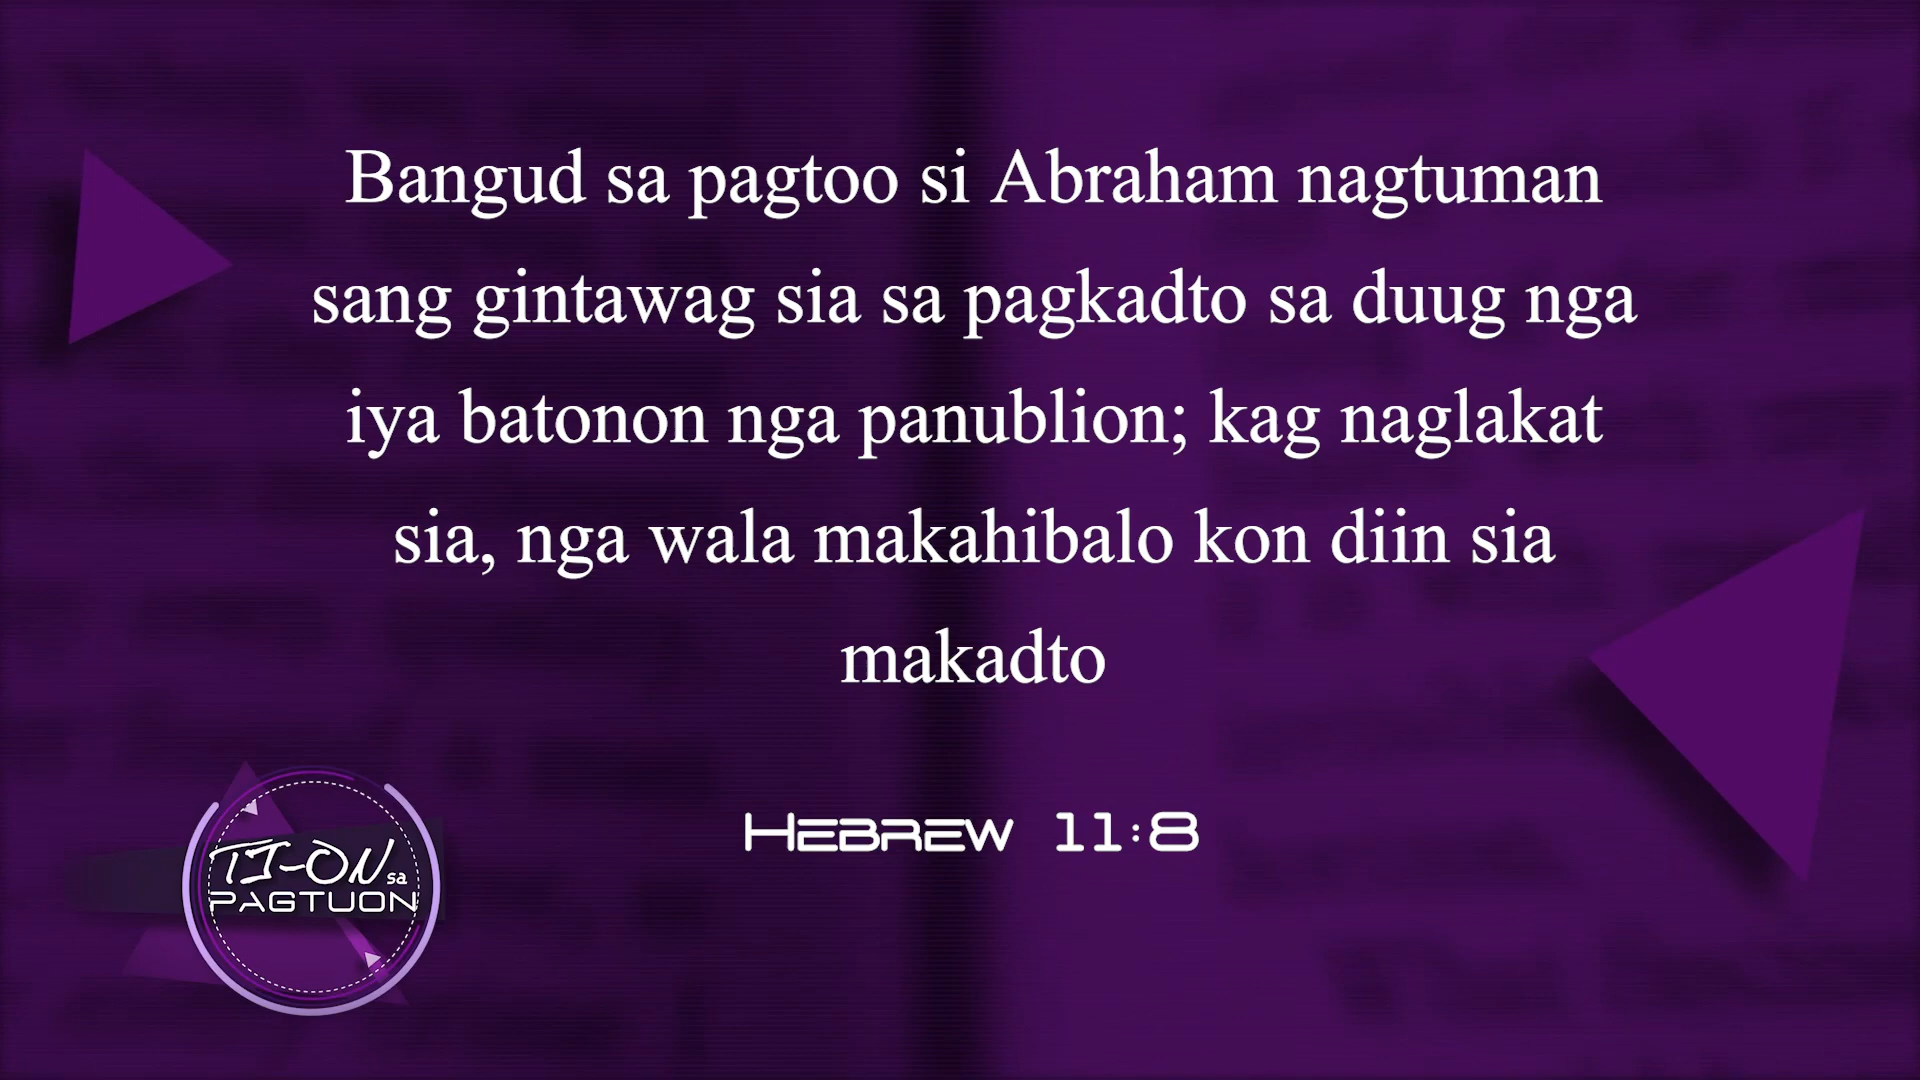 Bangud sa pagtoo si Abraham nagtuman
sang gintawag sia sa pagkadto sa duug nga
iya batonon nga panublion; kag naglakat
sia, nga wala makahibalo kon diin sia
makadto
HEBREW 11:8
TI-ON sa
PAGTUON